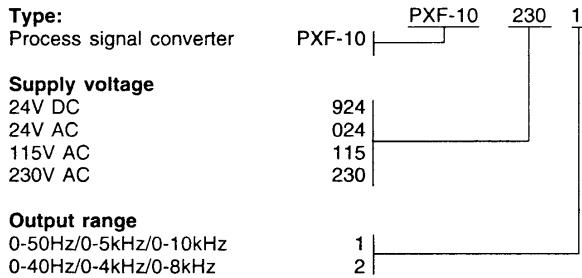 Type: PXF-10 230 1
Process signal converter PXF-10
Supply voltage
24V DC 924
24V AC 024
115V AC 115
230V AC 230
Output range
0-50Hz/0-5kHz/0-10kHz 1
0-40Hz/0-4kHz/0-8kHz 2